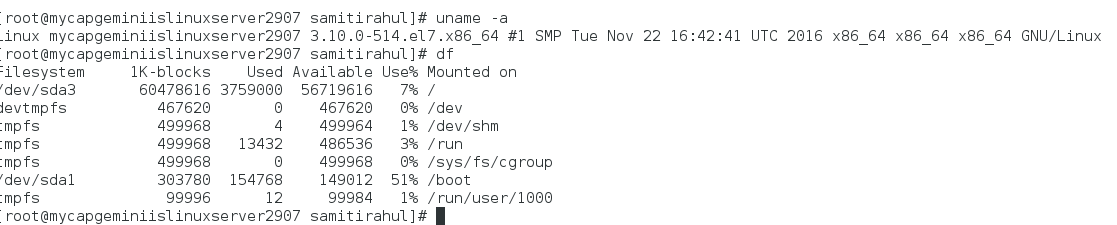 [root@mycapgeminiislinuxserver2907 samitirahul]# uname -a
Linux mycapgeminiislinuxserver2907 3.10.0-514.el7.x86_64 #1 SMP Tue Nov 22 16:42:41 UTC 2016 x86_64 x86_64 x86_64 GNU/Linux
[root@mycapgeminiislinuxserver2907 samitirahul]# df
Filesystem     1K-blocks    Used Available Use% Mounted on
/dev/sda3       60478616 3759000  56719616   7% /
devtmpfs          467620       0    467620   0% /dev
tmpfs             499968       4    499964   1% /dev/shm
tmpfs             499968   13432    486536   3% /run
tmpfs             499968       0    499968   0% /sys/fs/cgroup
/dev/sda1         303780  154768    149012  51% /boot
tmpfs              99996      12     99984   1% /run/user/1000
[root@mycapgeminiislinuxserver2907 samitirahul]#